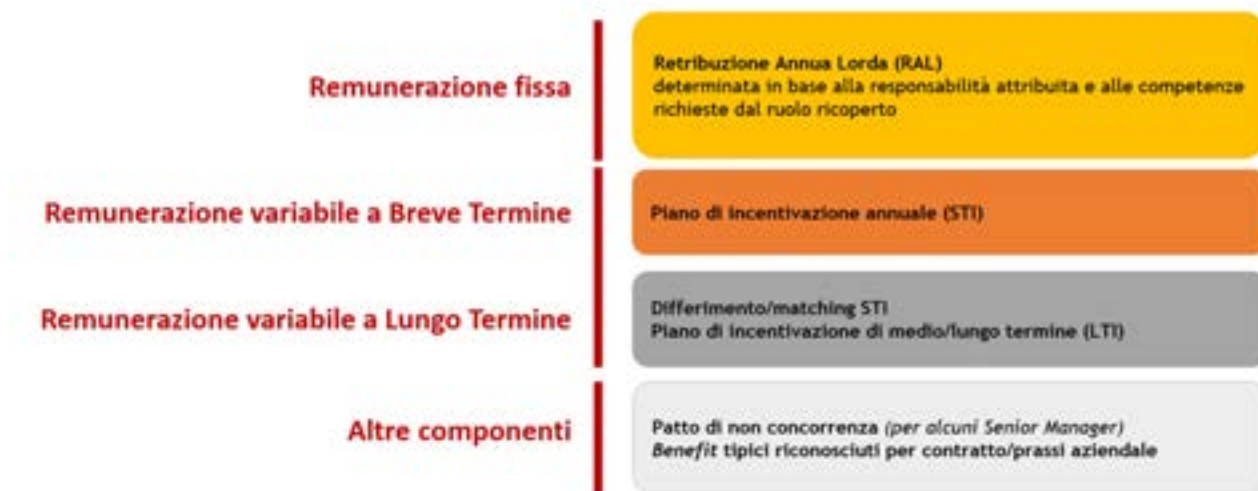 Remunerazione fissa
Retribuzione Annua Lorda (RAL)
determinata in base alla responsabilità attribuita e alle competenze
richieste dal ruolo ricoperto
Remunerazione variabile a Breve Termine
Piano di incentivazione annuale (STI)
Remunerazione variabile a Lungo Termine
Differimento/matching STI
Piano di incentivazione di medio/lungo termine (LTI)
Altre componenti
Patto di non concorrenza (per alcuni Senior Manager)
Benefit tipici riconosciuti per contratto/prassi aziendale